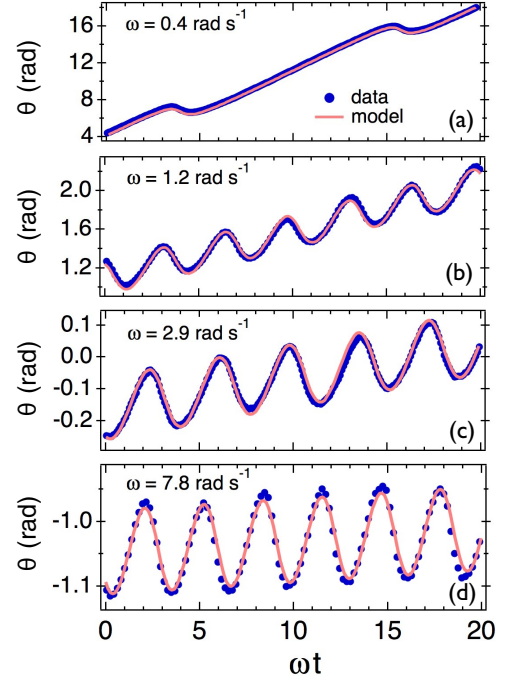 ω = 0.4 rad s⁻¹
θ (rad)
16
12
8
4
data
model
(a)
ω = 1.2 rad s⁻¹
θ (rad)
2.0
1.6
1.2
(b)
ω = 2.9 rad s⁻¹
θ (rad)
0.1
0.0
-0.1
-0.2
(c)
ω = 7.8 rad s⁻¹
θ (rad)
-1.0
-1.1
(d)
0 5 10 15 20
ωt